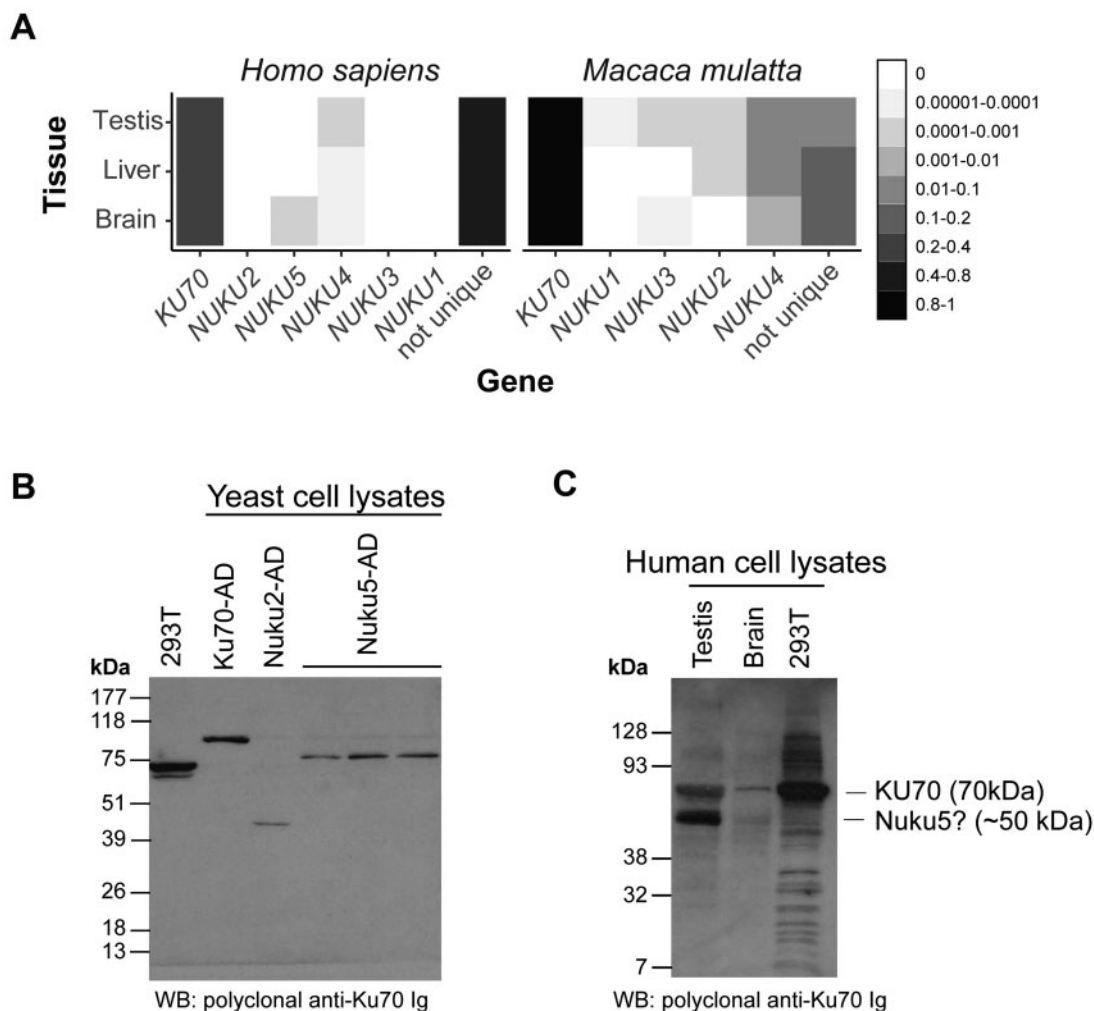 A
Homo sapiens
Macaca mulatta
Tissue
Testis
Liver
Brain
KU70
NUKU2
NUKU5
NUKU4
NUKU3
NUKU1
not unique
KU70
NUKU1
NUKU3
NUKU2
NUKU4
not unique
Gene
0
0.00001-0.0001
0.0001-0.001
0.001-0.01
0.01-0.1
0.1-0.2
0.2-0.4
0.4-0.8
0.8-1
B
Yeast cell lysates
293T
Ku70-AD
Nuku2-AD
Nuku5-AD
kDa
177
118
75
51
39
26
18
13
WB: polyclonal anti-Ku70 Ig
C
Human cell lysates
Testis
Brain
293T
kDa
128
93
38
32
7
KU70 (70kDa)
Nuku5? (~50 kDa)
WB: polyclonal anti-Ku70 Ig